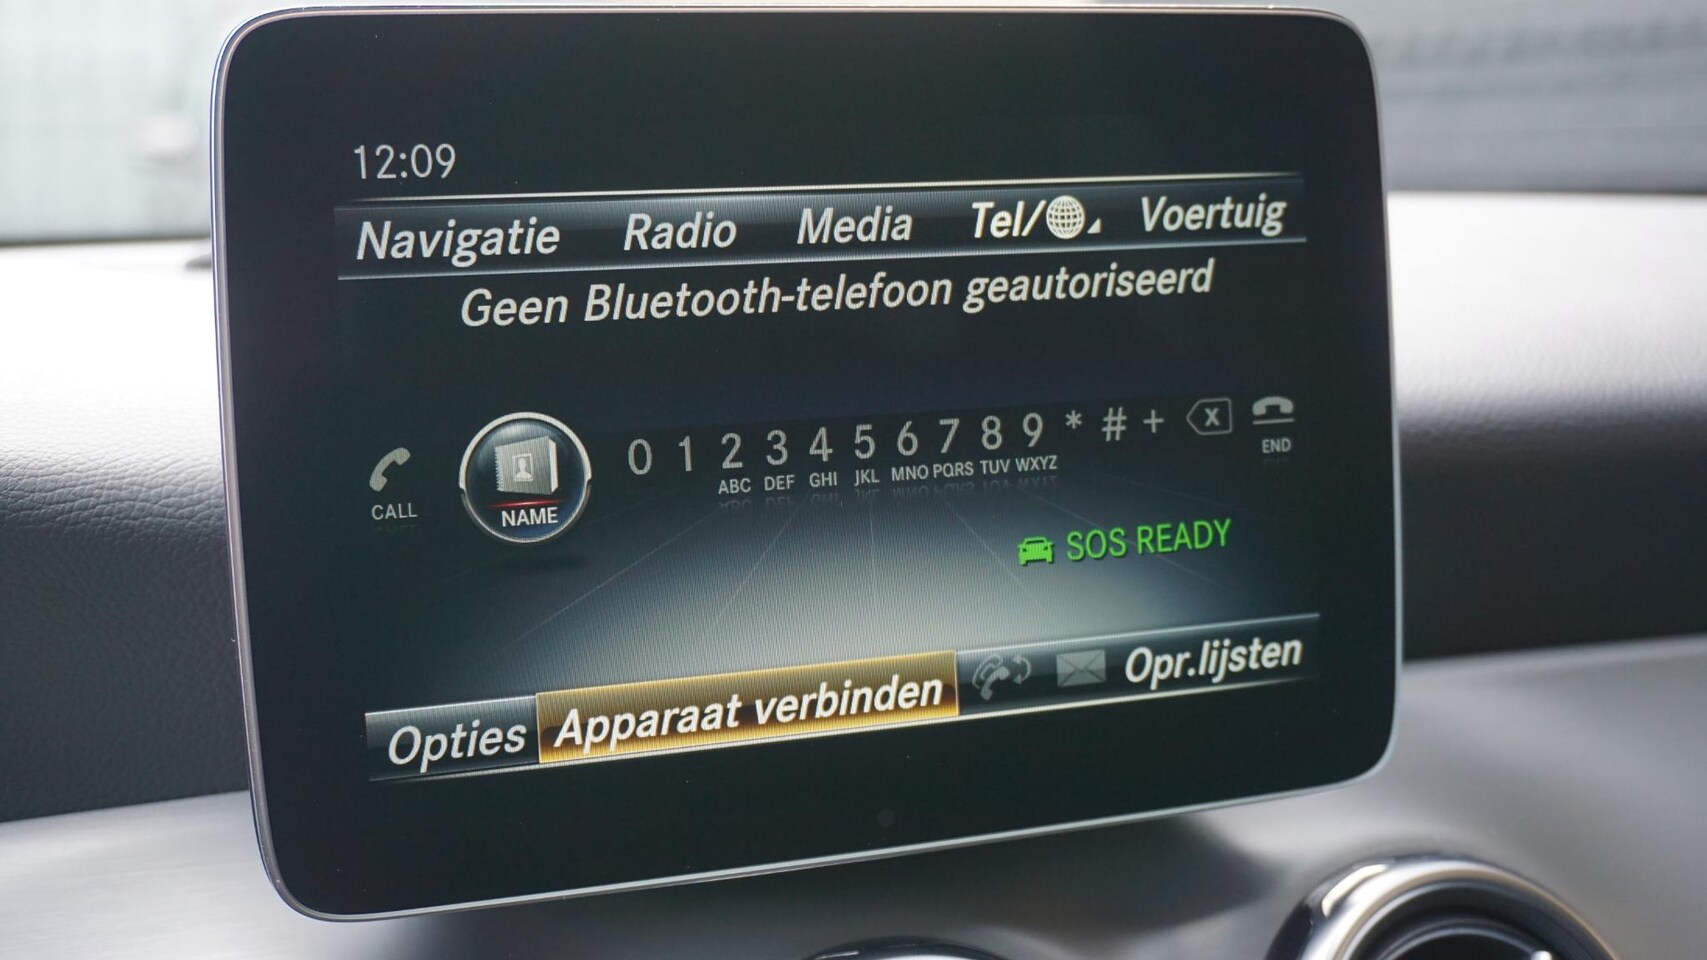 12:09
Navigatie Radio Media Tel/ Voertuig
Geen Bluetooth-telefoon geautoriseerd
0 1 2 3 4 5 6 7 8 9 * # + X
ABC DEF GHI JKL MNO PQRS TUV WXYZ
CALL NAME END
SOS READY
Opties Apparaat verbinden Opr.lijsten